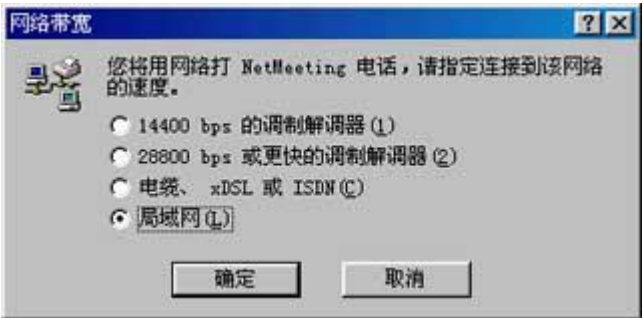 网络带宽
您将用网络打 NetMeeting 电话，请指定连接到该网络
的速度。
14400 bps 的调制解调器(1)
28800 bps 或更快的调制解调器(2)
电缆、 xDSL 或 ISDN(C)
局域网(L)
确定 取消